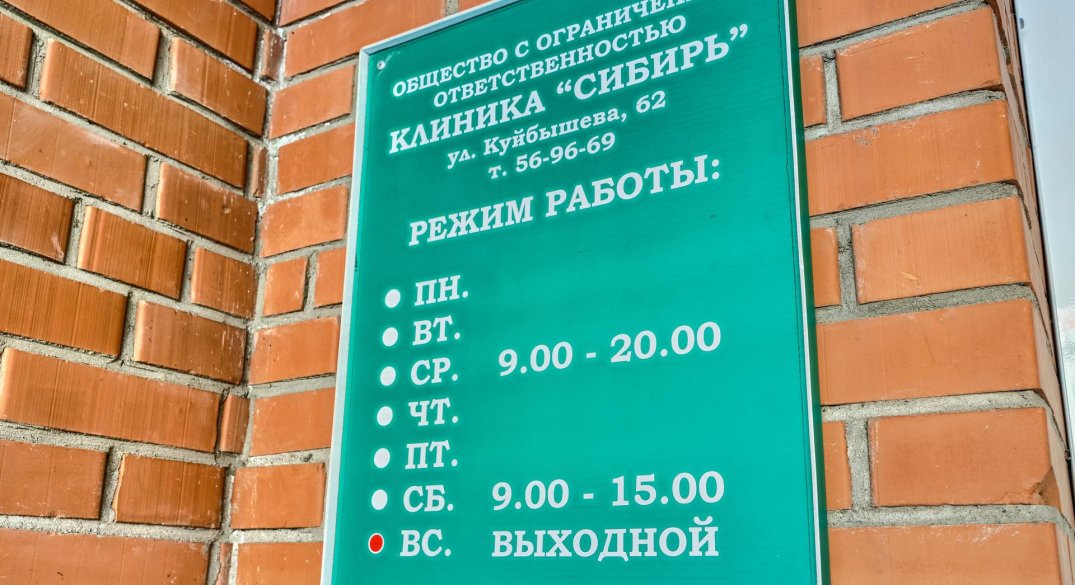 ОБЩЕСТВО С ОГРАНИЧЕН
ОТВЕТСТВЕННОСТЬЮ
КЛИНИКА “СИБИРЬ”
ул. Куйбышева, 62
т. 56-96-69
РЕЖИМ РАБОТЫ:
ПН.
ВТ.
СР. 9.00 - 20.00
ЧТ.
ПТ.
СБ. 9.00 - 15.00
ВС. ВЫХОДНОЙ